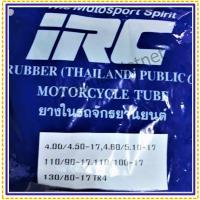 The Motorsport Spirit
iRC
RUBBER (THAILAND) PUBLIC
MOTORCYCLE TUBE
ยางในรถจักรยานยนต์
4.00/4.50-17,4.60/5.10-17
110/90-17,110/100-17
130/80-17 TR4